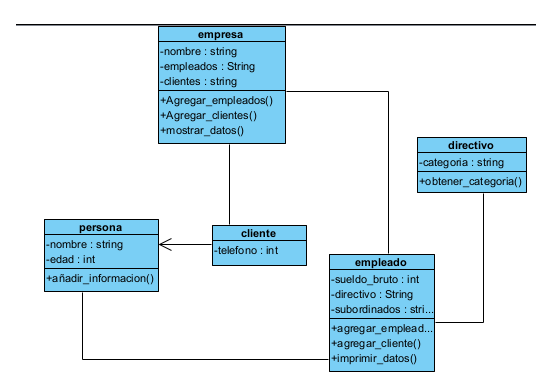 empresa
-nombre : string
-empleados : String
-clientes : string
+Agregar_empleados()
+Agregar_clientes()
+mostrar_datos()
directivo
-categoria : string
+obtener_categoria()
persona
-nombre : string
-edad : int
+añadir_informacion()
cliente
-telefono : int
empleado
-sueldo_bruto : int
-directivo : String
-subordinados : stri...
+agregar_emplead...
+agregar_cliente()
+imprimir_datos()